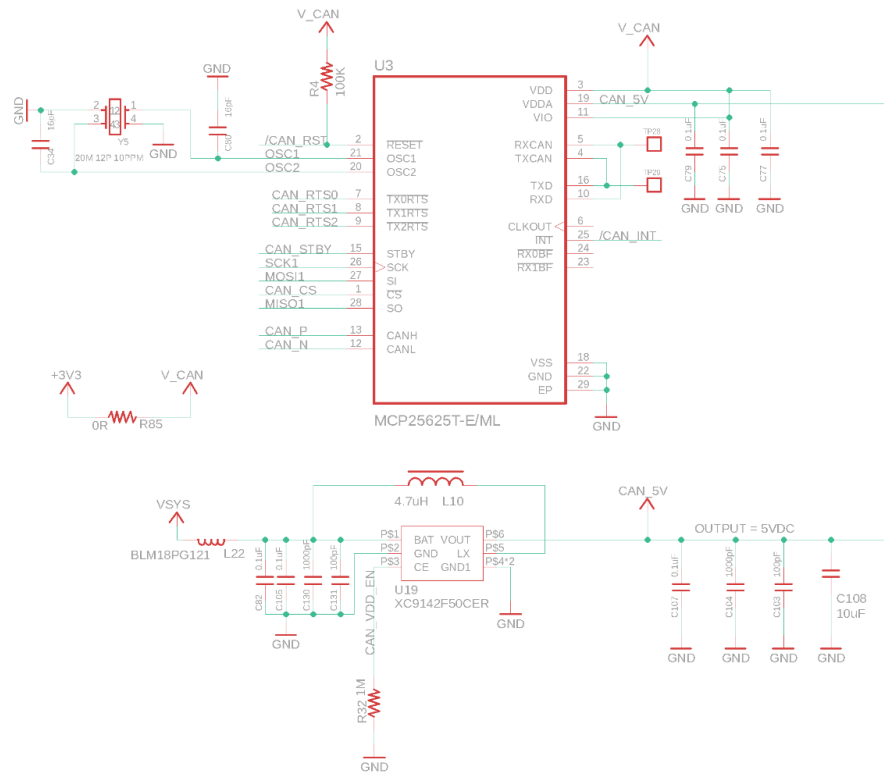 V_CAN
V_CAN
U3
GND
R4
100K
GND
16pF
C34
2
3
1
4
Y5
20M 12P 10PPM
GND
C80
/CAN_RST
OSC1
OSC2
2
21
20
RESET
OSC1
OSC2
CAN_RTS0
CAN_RTS1
CAN_RTS2
7
8
9
TX0RTS
TX1RTS
TX2RTS
CAN_STBY
SCK1
MOSI1
CAN_CS
MISO1
15
26
27
1
28
STBY
SCK
SI
CS
SO
CAN_P
CAN_N
13
12
CANH
CANL
VDD
VDDA
VIO
3
19
11
CAN_5V
RXCAN
TXCAN
5
4
TXD
RXD
16
10
TP28
TP29
CLKOUT
INT
RX0BF
RX1BF
6
25
24
23
/CAN_INT
0.1uF
C79
0.1uF
C75
0.1uF
C77
GND
GND
GND
VSS
GND
EP
18
22
29
GND
MCP25625T-E/ML
+3V3
V_CAN
0R
R85
VSYS
BLM18PG121
L22
4.7uH
L10
0.1uF
C82
0.1uF
C105
1000pF
C130
100pF
C131
GND
P$1
P$2
P$3
BAT
GND
CE
VOUT
LX
GND1
P$6
P$5
P$4*2
U19
XC9142F50CER
GND
CAN_VDD_EN
R32
1M
GND
CAN_5V
OUTPUT = 5VDC
0.1uF
C107
1000pF
C104
100pF
C103
C108
10uF
GND
GND
GND
GND